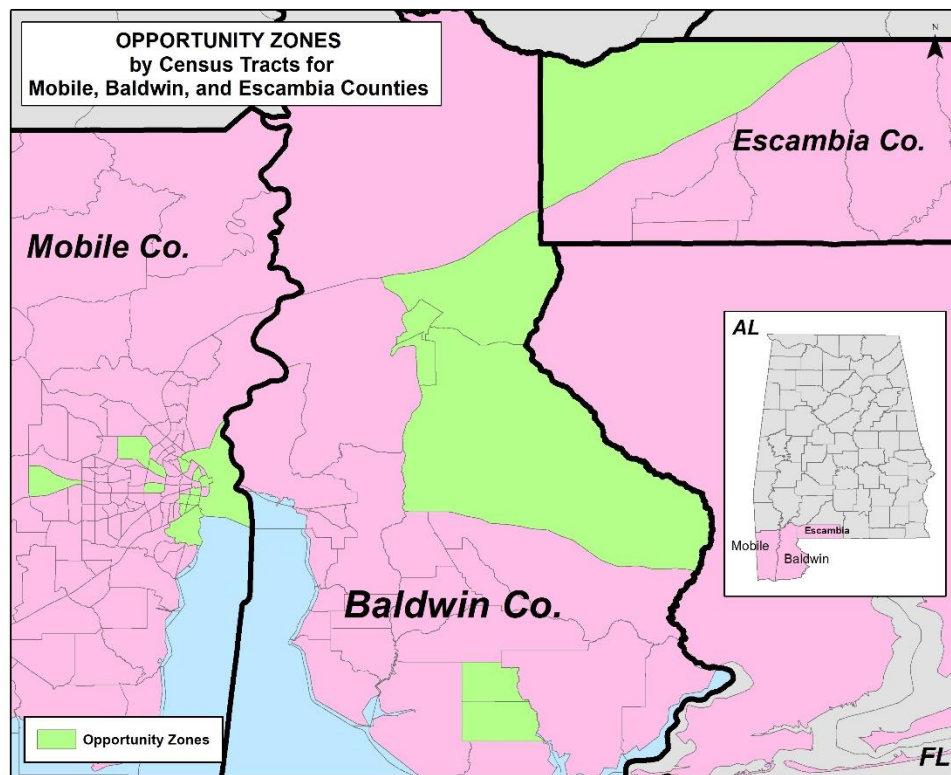 OPPORTUNITY ZONES
by Census Tracts for
Mobile, Baldwin, and Escambia Counties
N
Escambia Co.
Mobile Co.
AL
Escambia
Mobile
Baldwin
Baldwin Co.
Opportunity Zones
FL